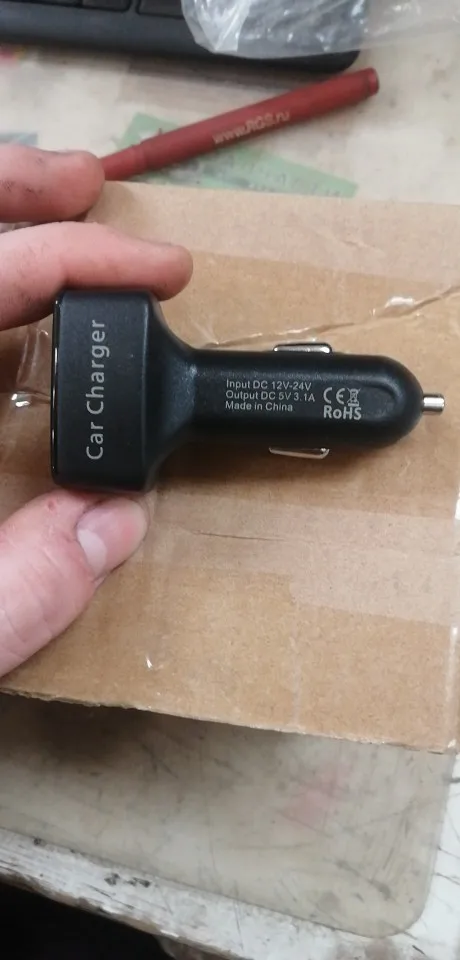 www.RGS.ru
Car Charger
Input DC 12V-24V
Output DC 5V 3.1A
Made in China
CE
RoHS